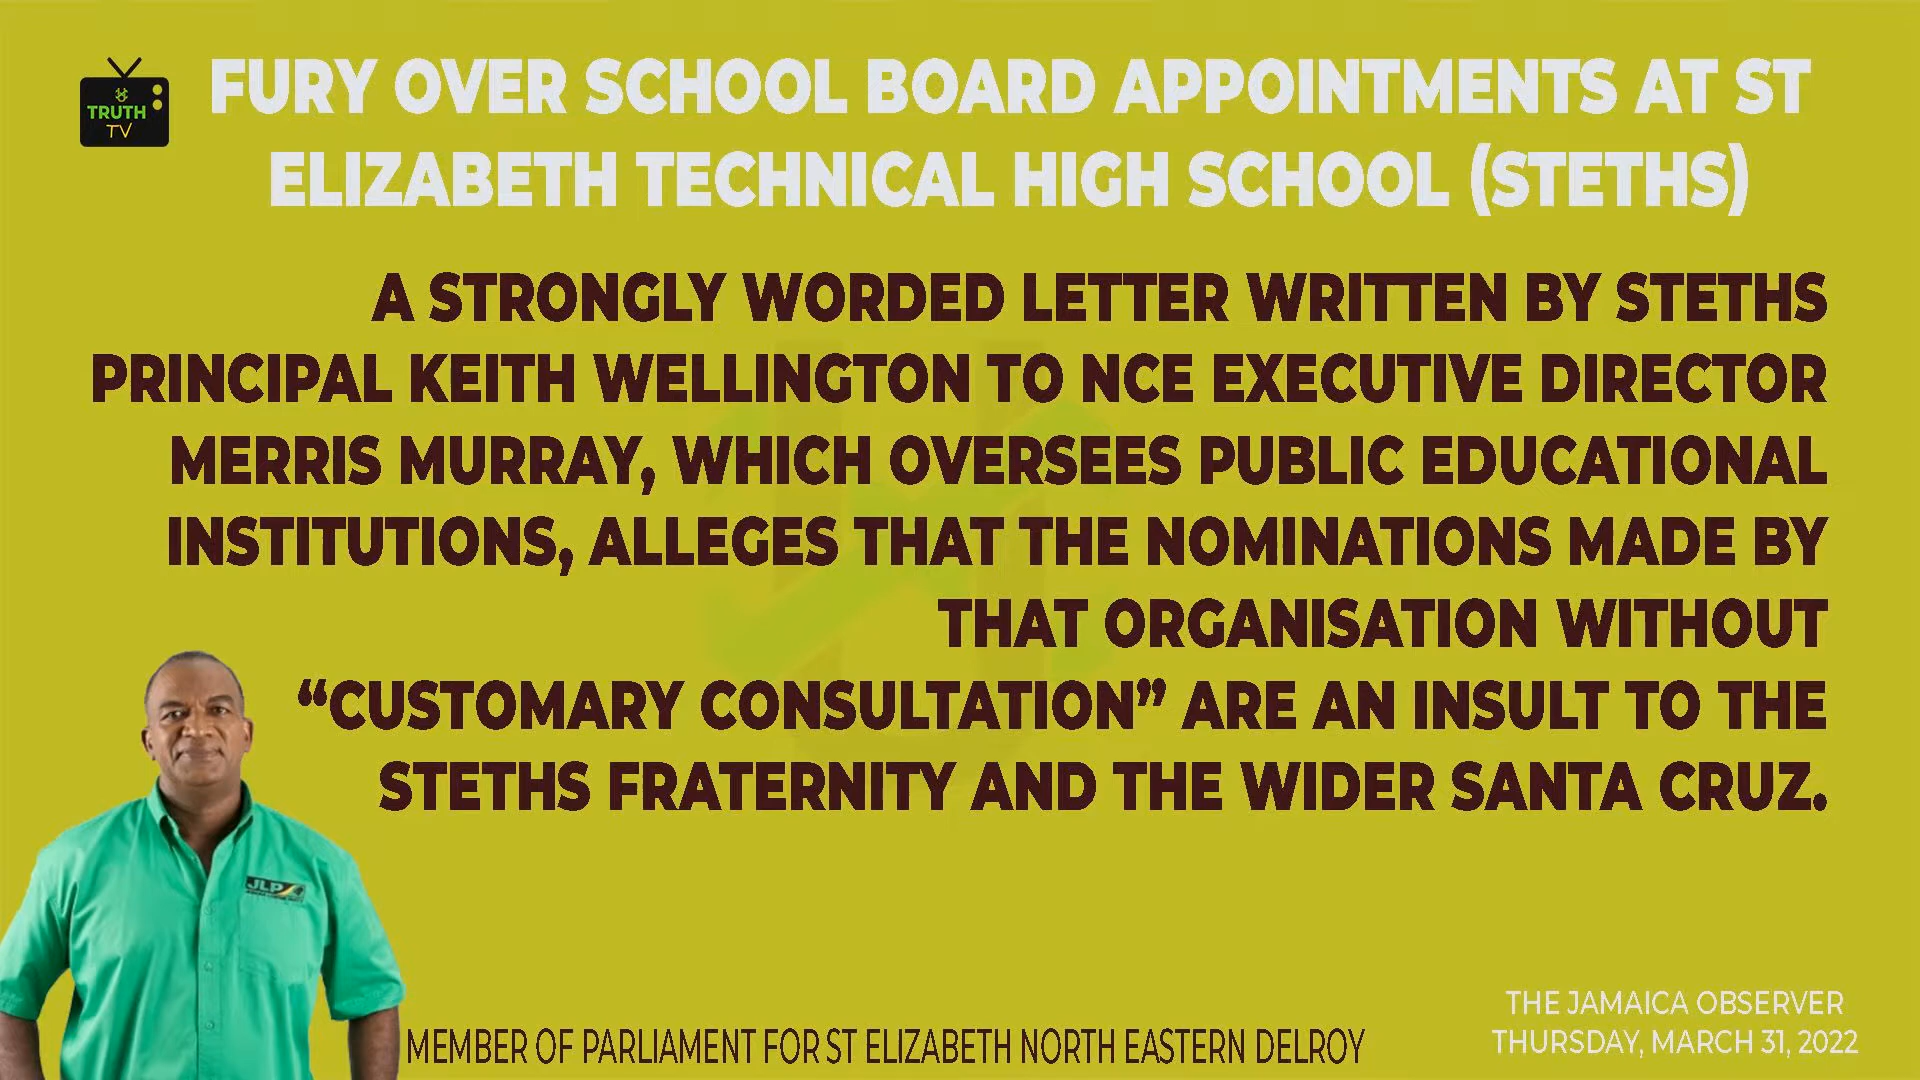 TRUTH
TV
FURY OVER SCHOOL BOARD APPOINTMENTS AT ST
ELIZABETH TECHNICAL HIGH SCHOOL (STETHS)
A STRONGLY WORDED LETTER WRITTEN BY STETHS
PRINCIPAL KEITH WELLINGTON TO NCE EXECUTIVE DIRECTOR
MERRIS MURRAY, WHICH OVERSEES PUBLIC EDUCATIONAL
INSTITUTIONS, ALLEGES THAT THE NOMINATIONS MADE BY
THAT ORGANISATION WITHOUT
“CUSTOMARY CONSULTATION” ARE AN INSULT TO THE
STETHS FRATERNITY AND THE WIDER SANTA CRUZ.
JLP
MEMBER OF PARLIAMENT FOR ST ELIZABETH NORTH EASTERN DELROY
THE JAMAICA OBSERVER
THURSDAY, MARCH 31, 2022